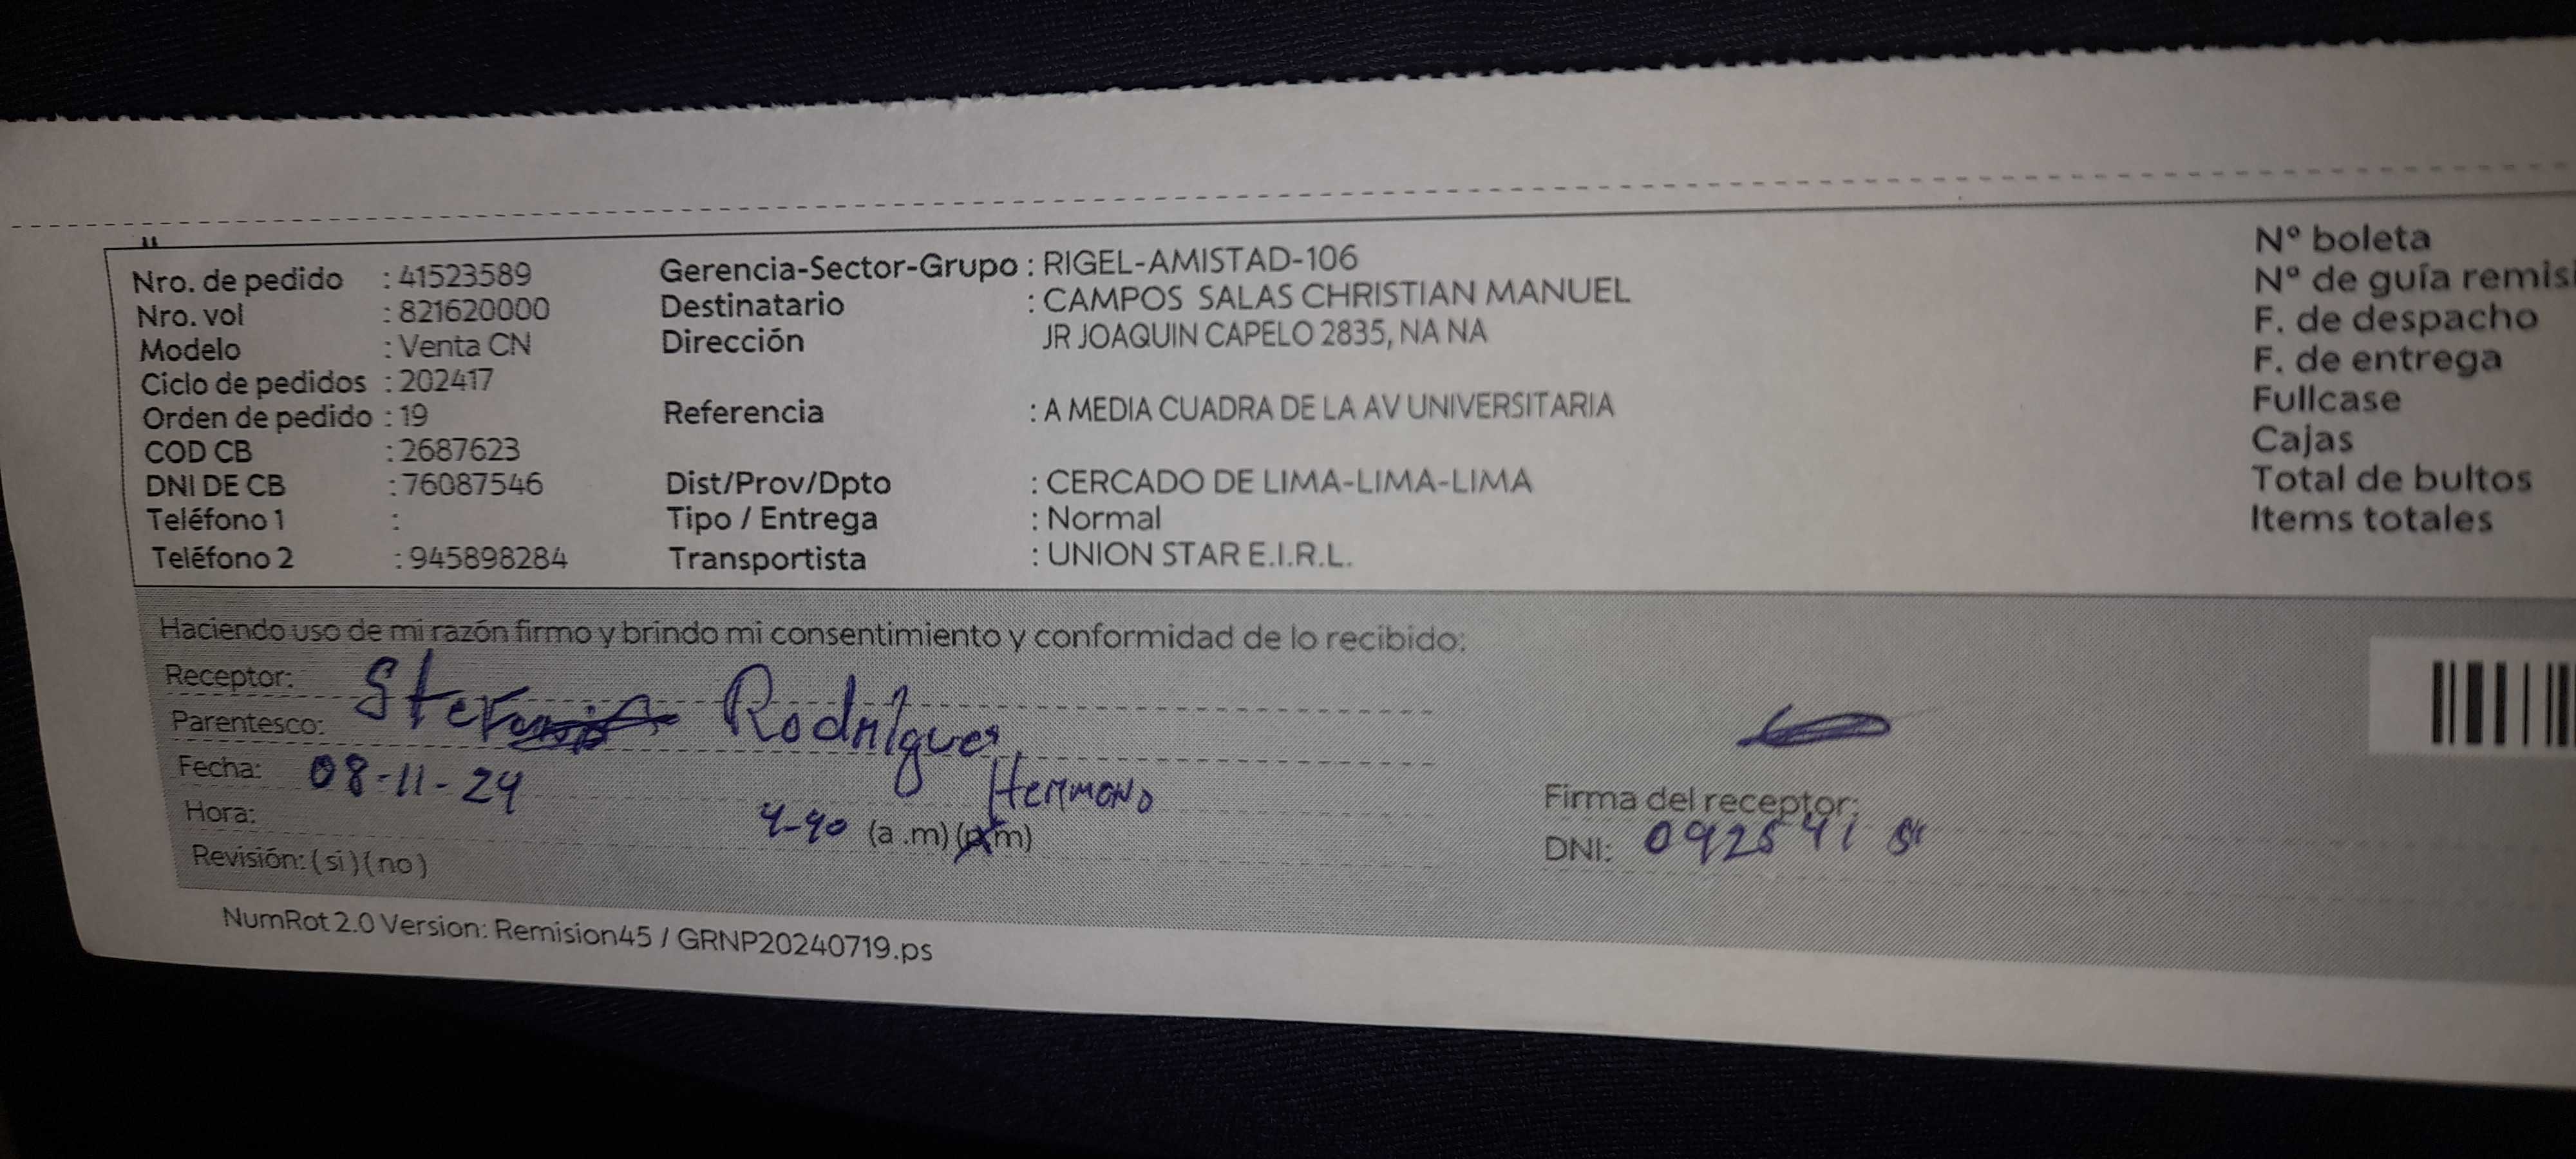 Nro. de pedido : 41523589 Gerencia-Sector-Grupo : RIGEL-AMISTAD-106 Nº boleta
Nro. vol : 821620000 Destinatario : CAMPOS SALAS CHRISTIAN MANUEL Nº de guía remisi
Modelo : Venta CN Dirección JR JOAQUIN CAPELO 2835, NA NA F. de despacho
Ciclo de pedidos : 202417 F. de entrega
Orden de pedido : 19 Referencia : A MEDIA CUADRA DE LA AV UNIVERSITARIA Fullcase
COD CB : 2687623 Cajas
DNI DE CB : 76087546 Dist/Prov/Dpto : CERCADO DE LIMA-LIMA-LIMA Total de bultos
Teléfono 1 : Tipo / Entrega : Normal Items totales
Teléfono 2 : 945898284 Transportista : UNION STAR E.I.R.L.
Haciendo uso de mi razón firmo y brindo mi consentimiento y conformidad de lo recibido:
Receptor: Rodríguez
Parentesco: Hermano
Fecha: 08-11-24
Hora: 4-40 (a .m) (p.m) Firma del receptor:
Revisión: (si) (no) DNI: 092541
NumRot 2.0 Version: Remision45 / GRNP20240719.ps